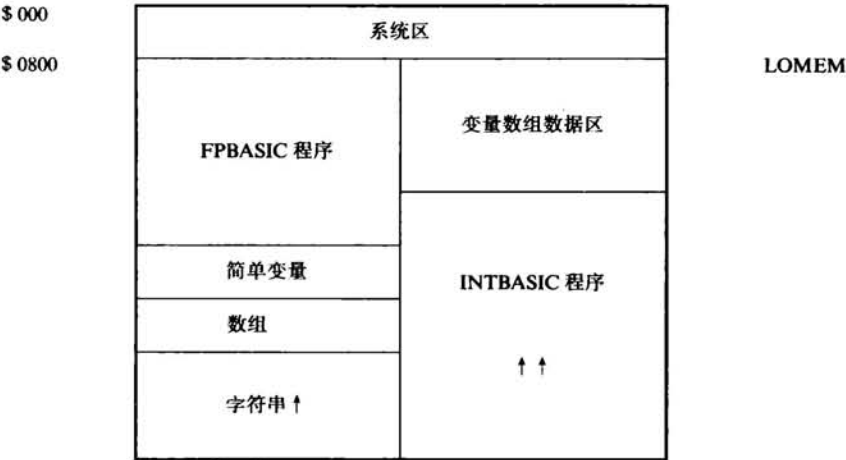 $000
系统区
$0800
LOMEM
FPBASIC 程序
变量数组数据区
简单变量
INTBASIC 程序
数组
↑ ↑
字符串↑